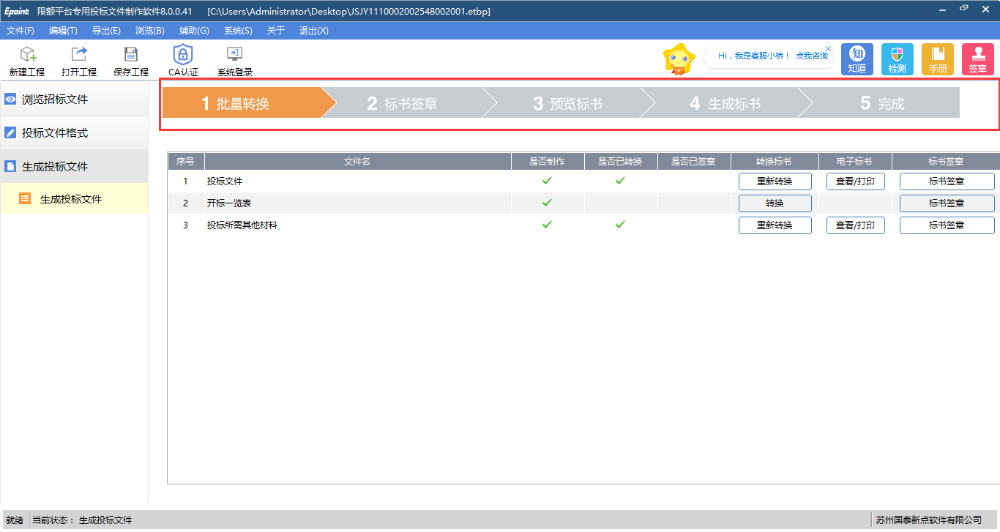 Epoint 限额平台专用投标文件制作软件8.0.0.41 [C:\Users\Administrator\Desktop\JSJY1110002002548002001.etbp]
文件(F) 编辑(T) 导出(E) 浏览(B) 辅助(G) 系统(S) 关于 退出(X)
新建工程 打开工程 保存工程 CA认证 系统登录
Hi，我是客服小桥！ 点我咨询
知 知道 检测 手册 签章
浏览招标文件
投标文件格式
生成投标文件
生成投标文件
1 批量转换 2 标书签章 3 预览标书 4 生成标书 5 完成
序号 文件名 是否制作 是否已转换 是否已签章 转换标书 电子标书 标书签章
1 投标文件 重新转换 查看/打印 标书签章
2 开标一览表 转换 标书签章
3 投标所需其他材料 重新转换 查看/打印 标书签章
就绪 当前状态： 生成投标文件 苏州国泰新点软件有限公司